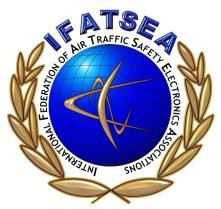 IFATSEA
INTERNATIONAL FEDERATION OF AIR TRAFFIC SAFETY ELECTRONICS ASSOCIATIONS